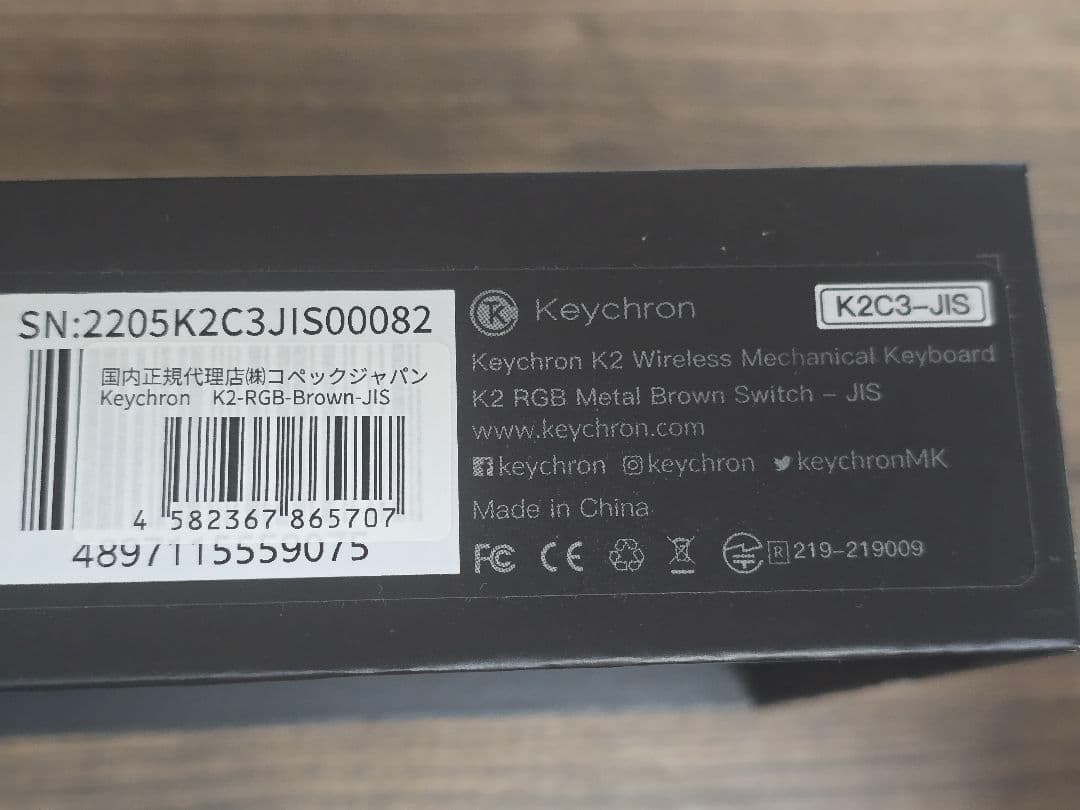 SN:2205K2C3JIS00082
国内正規代理店㈱コペックジャパン
Keychron K2-RGB-Brown-JIS
4 582367 865707
4897115559075
Keychron
K2C3-JIS
Keychron K2 Wireless Mechanical Keyboard
K2 RGB Metal Brown Switch - JIS
www.keychron.com
keychron keychron keychronMK
Made in China
FC CE R 219-219009